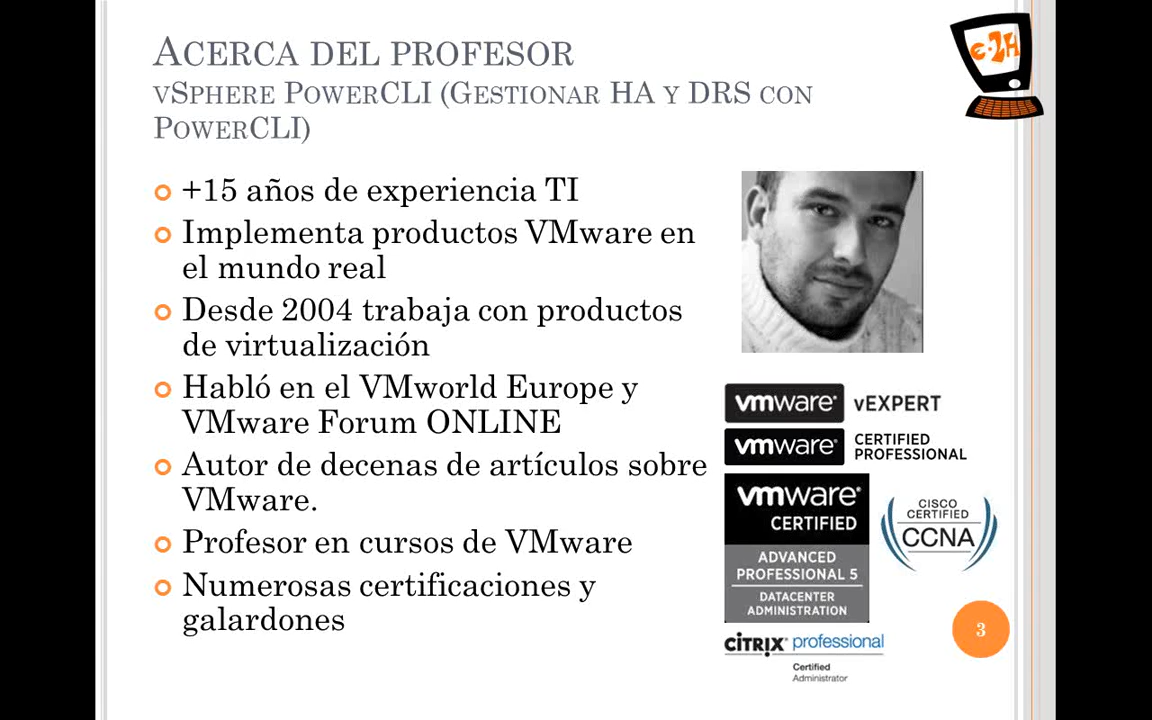 ACERCA DEL PROFESOR
VSPHERE POWERCLI (GESTIONAR HA Y DRS CON
POWERCLI)
e-2H
+15 años de experiencia TI
Implementa productos VMware en
el mundo real
Desde 2004 trabaja con productos
de virtualización
Habló en el VMworld Europe y
VMware Forum ONLINE
Autor de decenas de artículos sobre
VMware.
Profesor en cursos de VMware
Numerosas certificaciones y
galardones
vmware® vEXPERT
vmware® CERTIFIED
PROFESSIONAL
vmware®
CERTIFIED
ADVANCED
PROFESSIONAL 5
DATACENTER
ADMINISTRATION
CISCO
CERTIFIED
CCNA
CITRIX® professional
Certified
Administrator
3